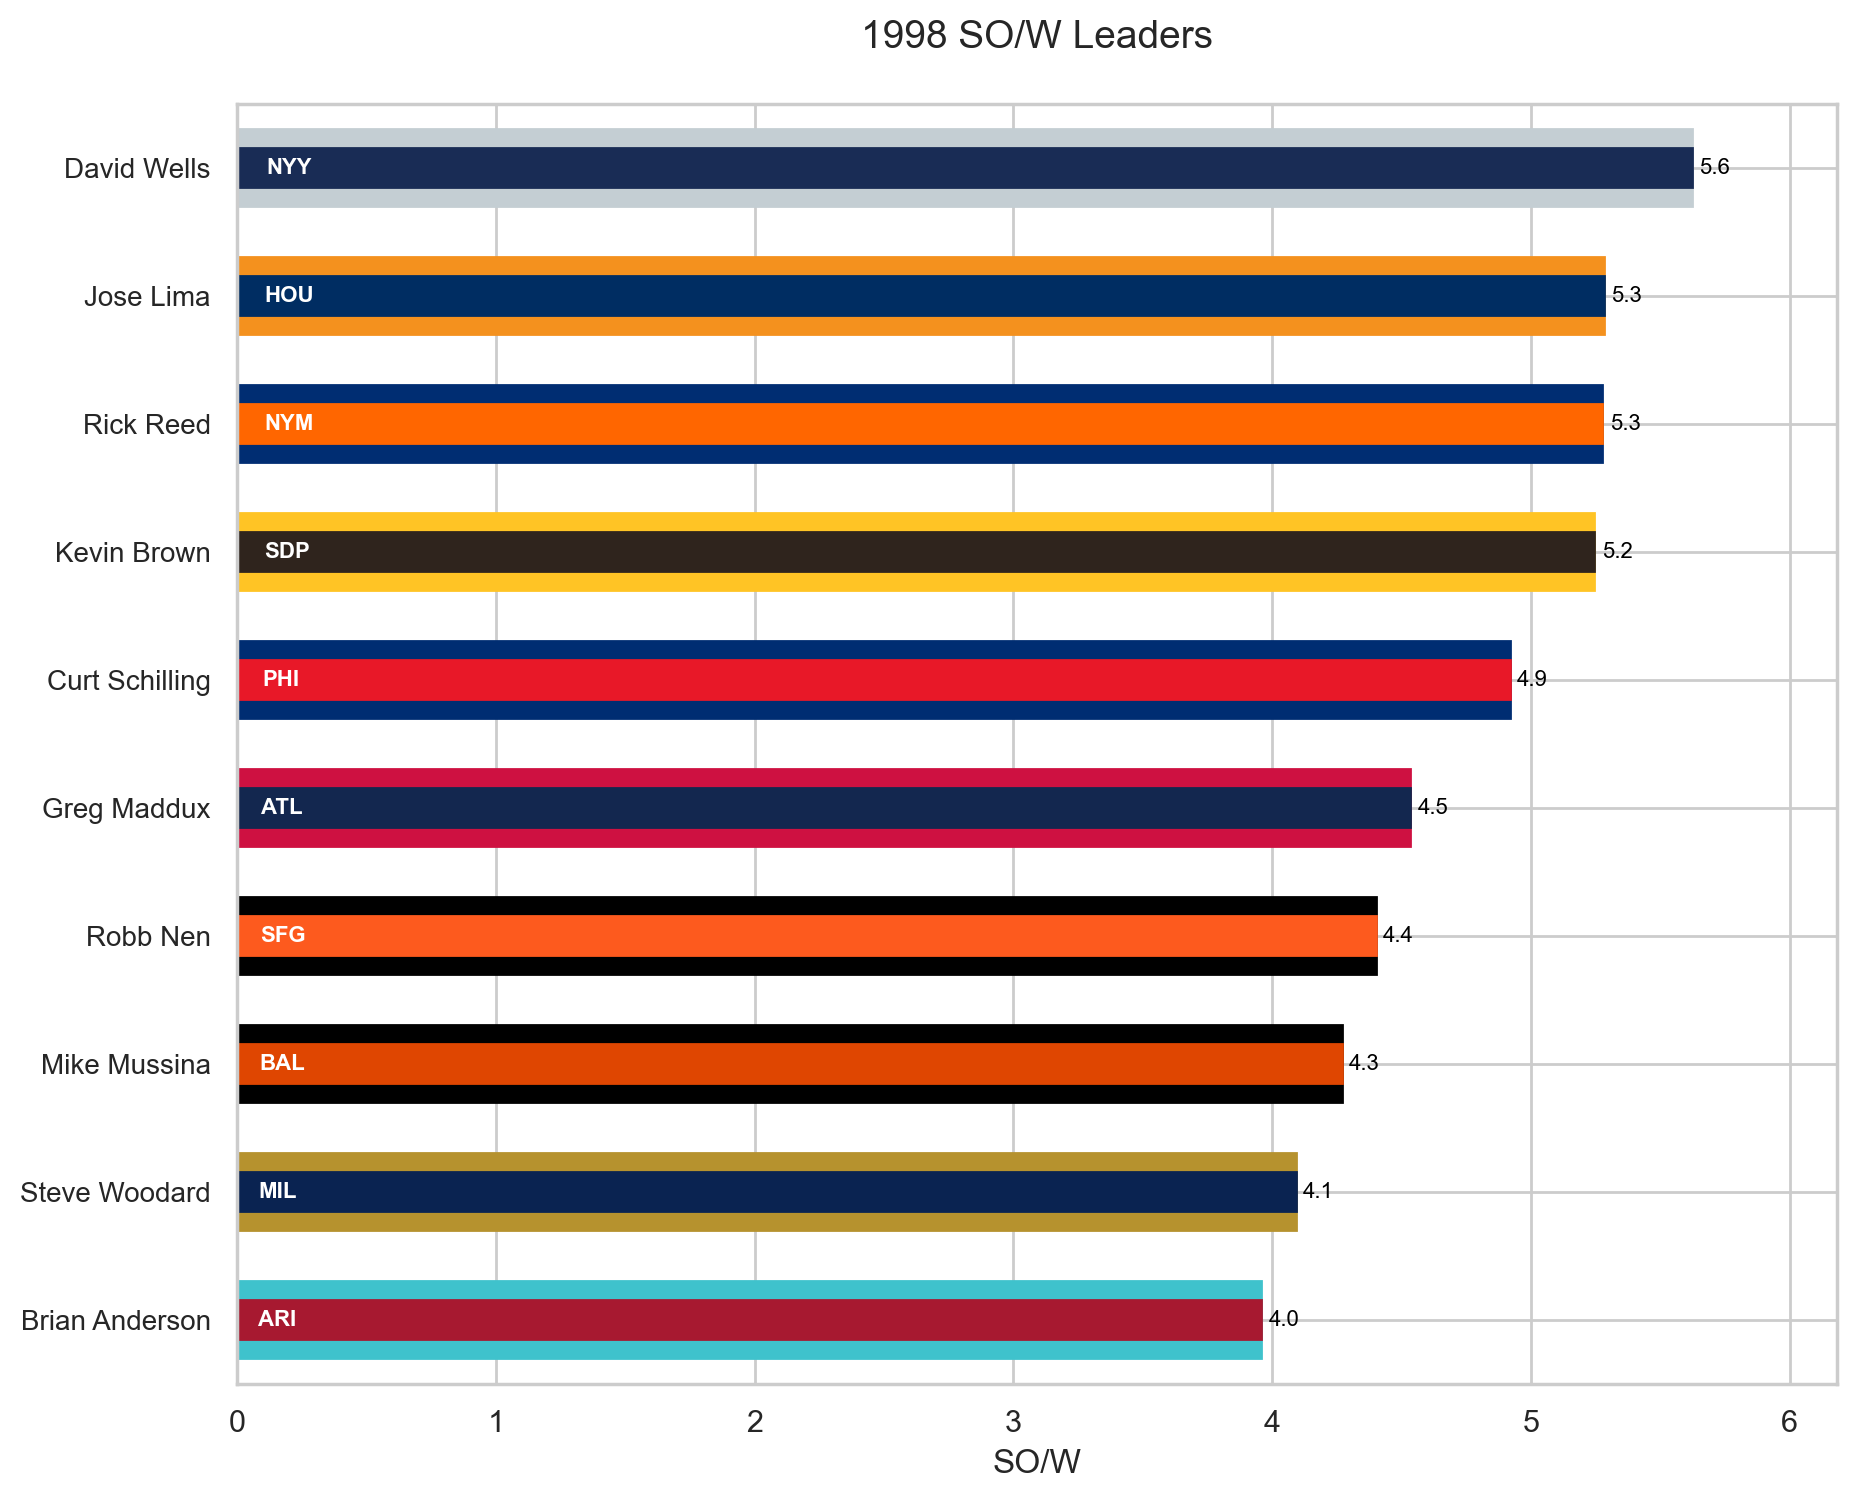 1998 SO/W Leaders
David Wells NYY 5.6
Jose Lima HOU 5.3
Rick Reed NYM 5.3
Kevin Brown SDP 5.2
Curt Schilling PHI 4.9
Greg Maddux ATL 4.5
Robb Nen SFG 4.4
Mike Mussina BAL 4.3
Steve Woodard MIL 4.1
Brian Anderson ARI 4.0
0 1 2 3 4 5 6
SO/W